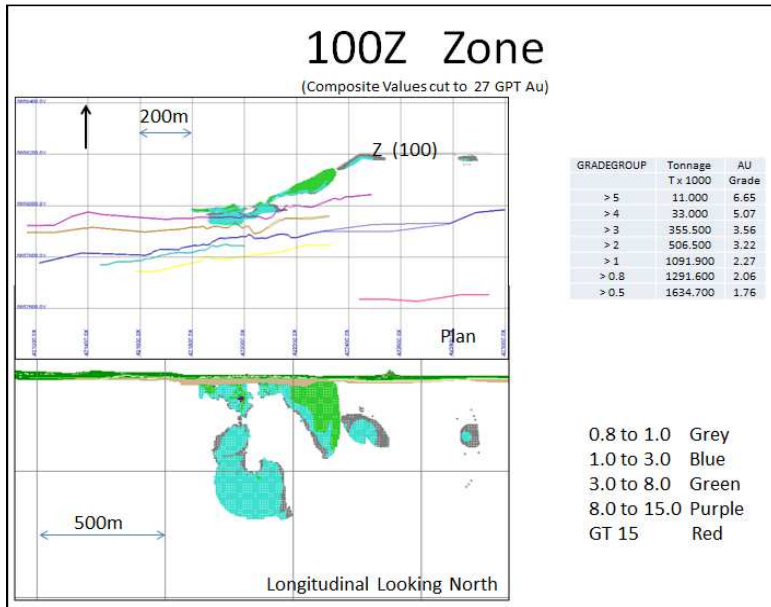 100Z Zone
(Composite Values cut to 27 GPT Au)
200m
Z (100)
Plan
500m
Longitudinal Looking North
GRADEGROUP Tonnage AU
T x 1000 Grade
> 5 11.000 6.65
> 4 33.000 5.07
> 3 355.500 3.56
> 2 506.500 3.22
> 1 1091.900 2.27
> 0.8 1291.600 2.06
> 0.5 1634.700 1.76
0.8 to 1.0 Grey
1.0 to 3.0 Blue
3.0 to 8.0 Green
8.0 to 15.0 Purple
GT 15 Red